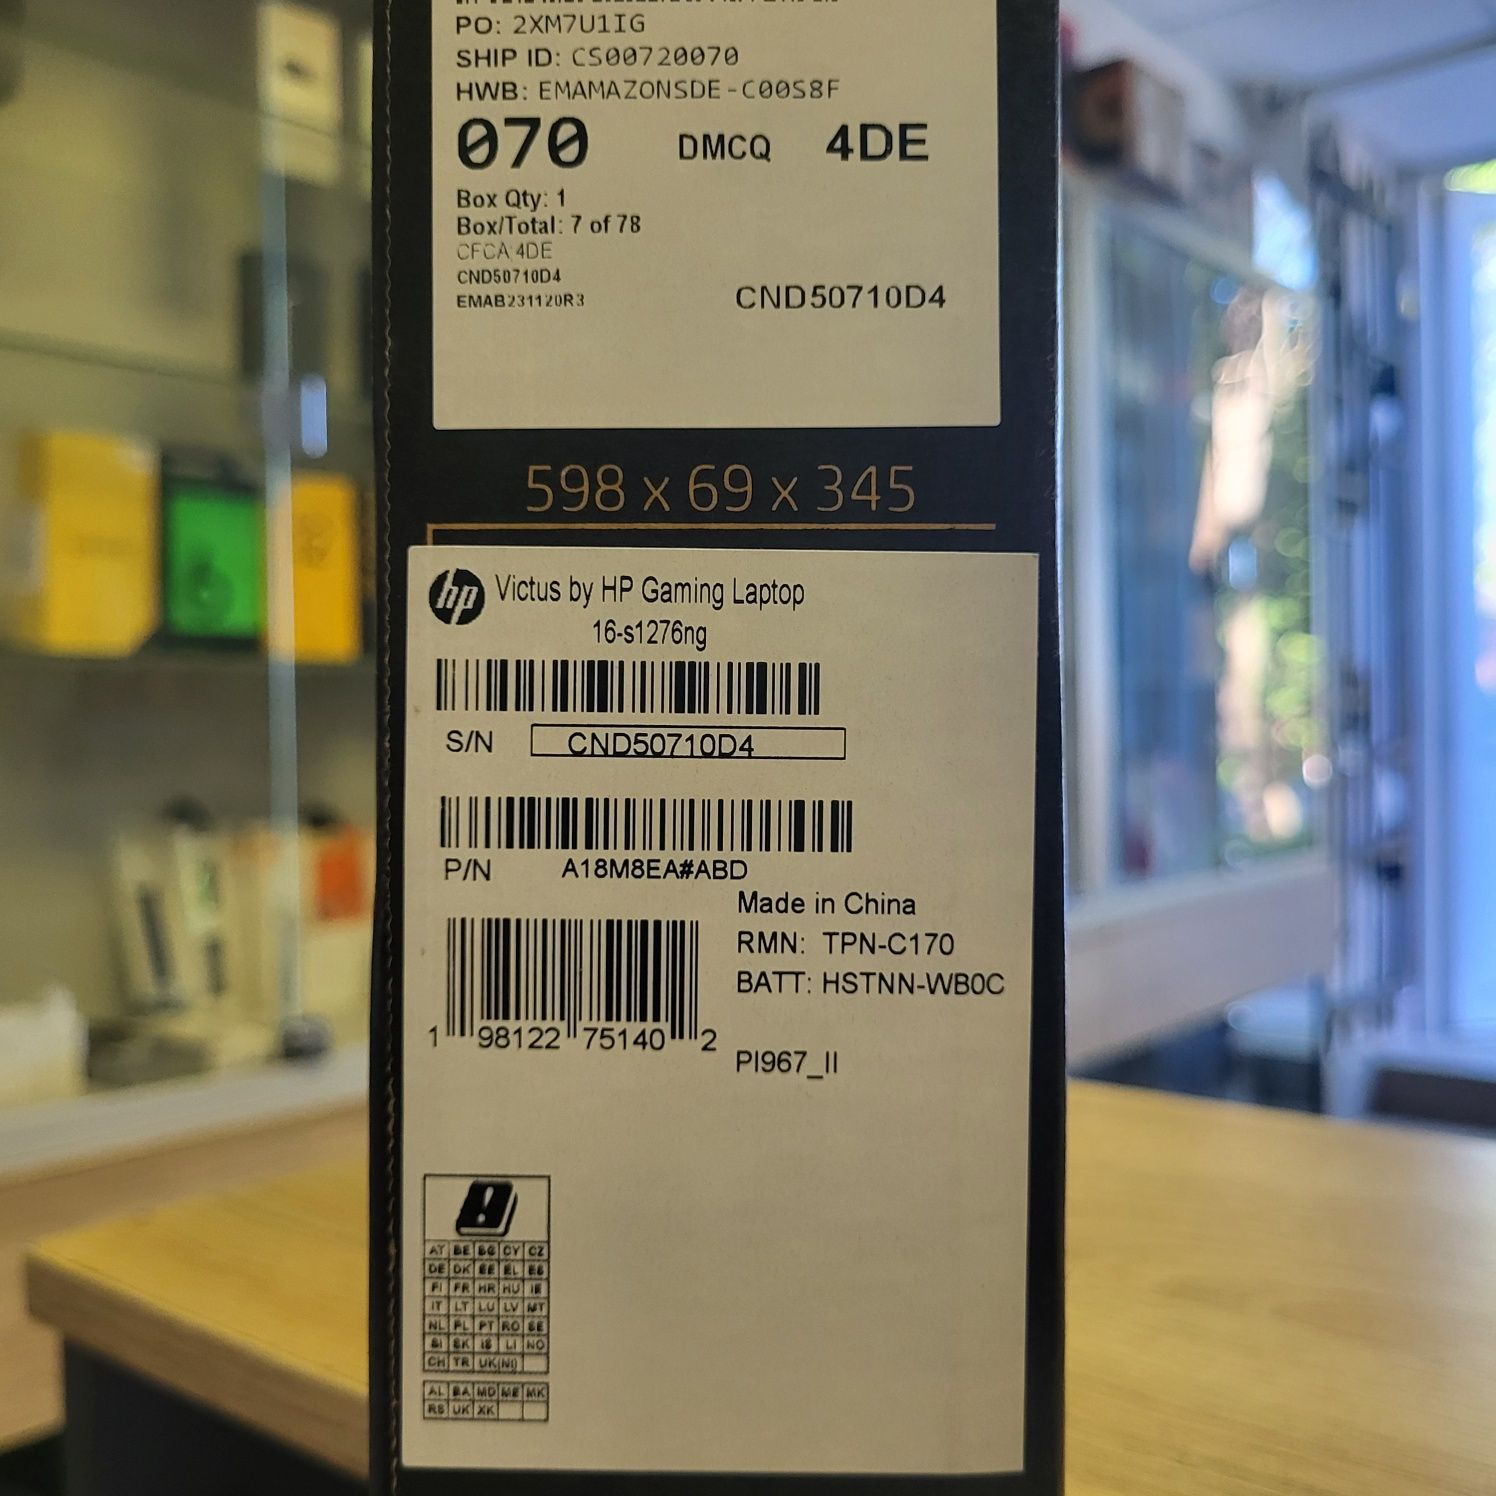 PO: 2XM7U1IG
SHIP ID: CS00720070
HWB: EMAMAZONSDE-C00S8F
070 DMCQ 4DE
Box Qty: 1
Box/Total: 7 of 78
CFCA 4DE
CND50710D4
EMAB231120R3 CND50710D4
598 x 69 x 345
hp Victus by HP Gaming Laptop
16-s1276ng
S/N CND50710D4
P/N A18M8EA#ABD
Made in China
RMN: TPN-C170
BATT: HSTNN-WB0C
1 98122 75140 2
PI967_II
AT BE BG CY CZ
DE DK EE EL ES
FI FR HR HU IE
IT LT LU LV MT
NL PL PT RO SE
SI SK IS LI NO
CH TR UK(NI)
AL BA MD ME MK
RS UK XK